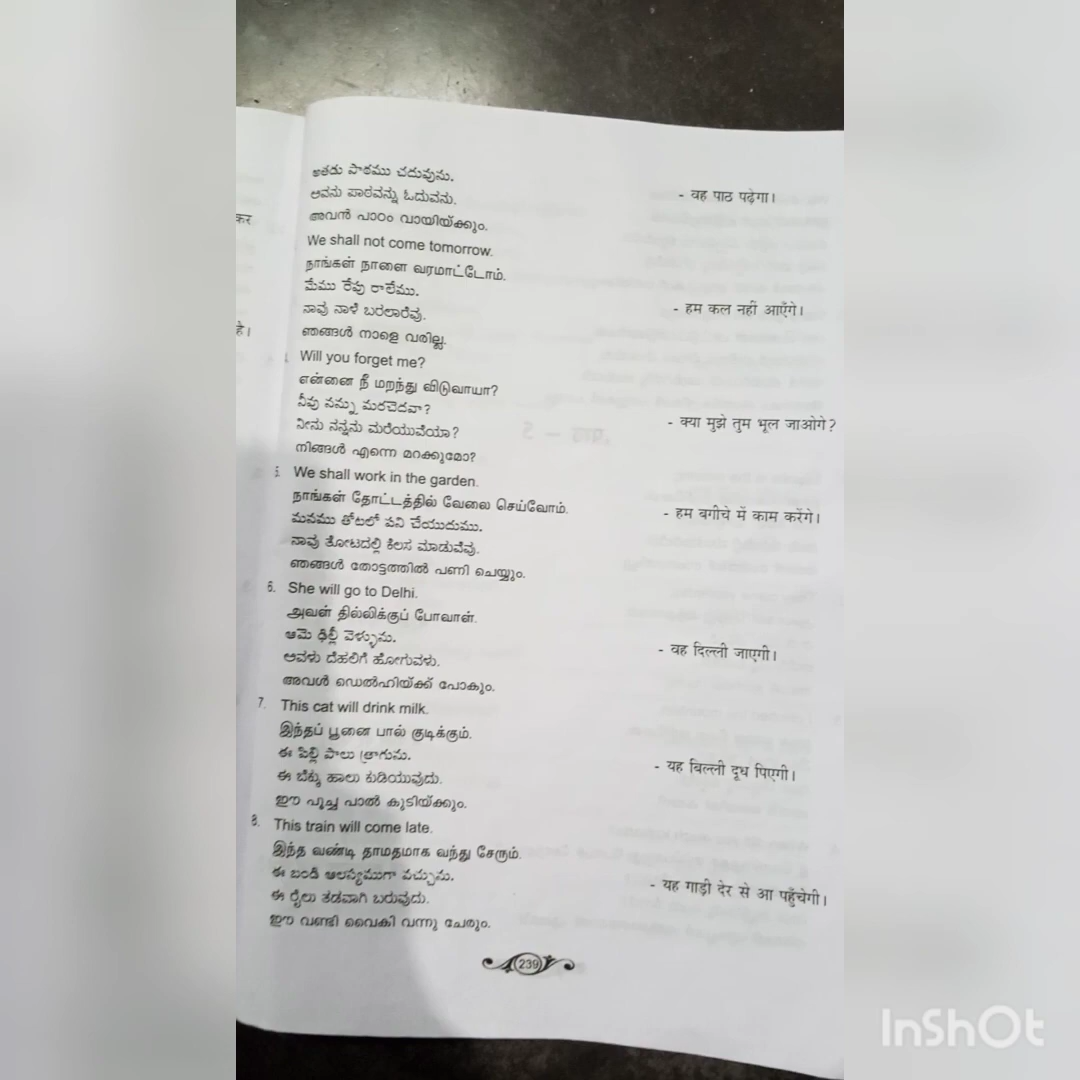 कर
है।
అతడు పాఠము చదువును.
ಅವನು ಪಾಠವನ್ನು ಓದುವನು.
- वह पाठ पढ़ेगा।
അവൻ പാഠം വായിയ്ക്കും.
We shall not come tomorrow.
நாங்கள் நாளை வரமாட்டோம்.
మేము రేపు రాలేము.
ನಾವು ನಾಳೆ ಬರಲಾರೆವು.
- हम कल नहीं आएँगे।
ഞങ്ങൾ നാളെ വരില്ല.
Will you forget me?
என்னை நீ மறந்து விடுவாயா?
నీవు నన్ను మరచెదవా?
ನೀನು ನನ್ನನು ಮರೆಯುವೆಯಾ?
- क्या मुझे तुम भूल जाओगे?
നിങ്ങൾ എന്നെ മറക്കുമോ?
5. We shall work in the garden.
நாங்கள் தோட்டத்தில் வேலை செய்வோம்.
- हम बगीचे में काम करेंगे।
మనము తోటలో పని చేయుదుము.
ನಾವು ತೋಟದಲ್ಲಿ ಕೆಲಸ ಮಾಡುವೆವು.
ഞങ്ങൾ തോട്ടത്തിൽ പണി ചെയ്യും.
6. She will go to Delhi.
அவள் தில்லிக்குப் போவாள்.
ఆమె ఢిల్లీ వెళ్ళును.
ಅವಳು ದೆಹಲಿಗೆ ಹೋಗುವಳು.
- वह दिल्ली जाएगी।
അവൾ ഡെൽഹിയ്ക്ക് പോകും.
7. This cat will drink milk.
இந்தப் பூனை பால் குடிக்கும்.
ఈ పిల్లి పాలు త్రాగును.
ಈ ಬೆಕ್ಕು ಹಾಲು ಕುಡಿಯುವುದು.
- यह बिल्ली दूध पिएगी।
ഈ പൂച്ച പാൽ കുടിയ്ക്കും.
8. This train will come late.
இந்த வண்டி தாமதமாக வந்து சேரும்.
ఈ బండి ఆలస్యముగా వచ్చును.
ಈ ರೈಲು ತಡವಾಗಿ ಬರುವುದು.
- यह गाड़ी देर से आ पहुँचेगी।
ഈ വണ്ടി വൈകി വന്നു ചേരും.
239
InShOt